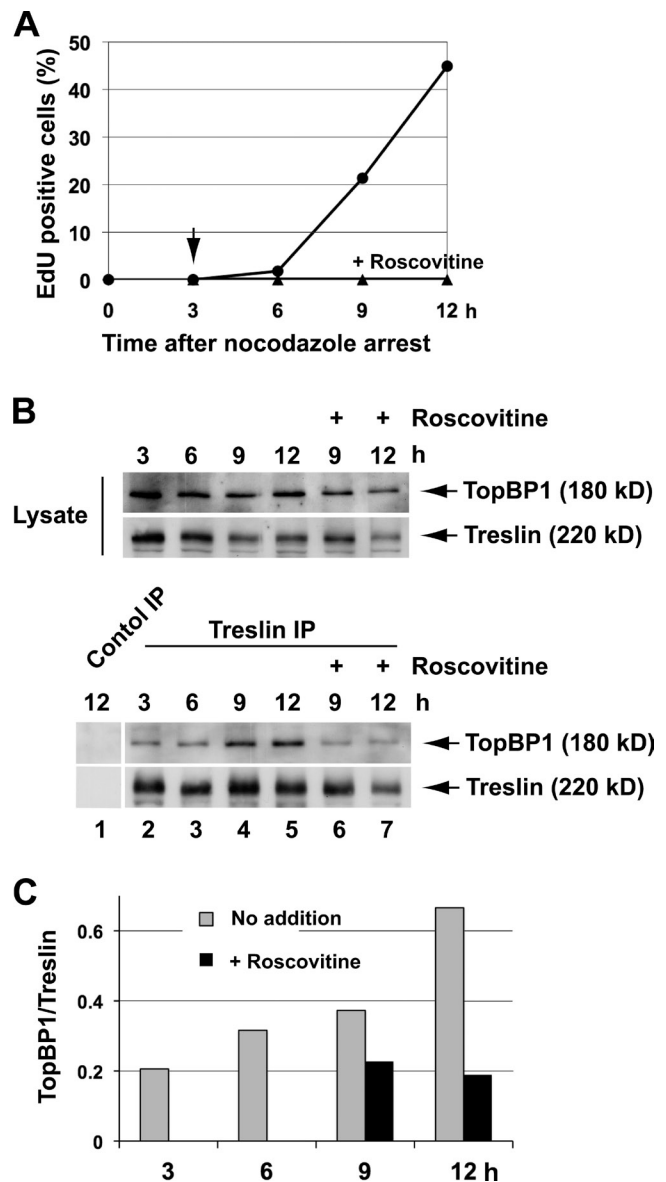 A
50
40
30
20
10
0
EdU positive cells (%)
+ Roscovitine
0 3 6 9 12 h
Time after nocodazole arrest
B
+ + Roscovitine
3 6 9 12 9 12 h
Lysate
TopBP1 (180 kD)
Treslin (220 kD)
Contol IP
Treslin IP
+ + Roscovitine
12 3 6 9 12 9 12 h
TopBP1 (180 kD)
Treslin (220 kD)
1 2 3 4 5 6 7
C
No addition
+ Roscovitine
0.6
0.4
0.2
0
TopBP1/Treslin
3 6 9 12 h